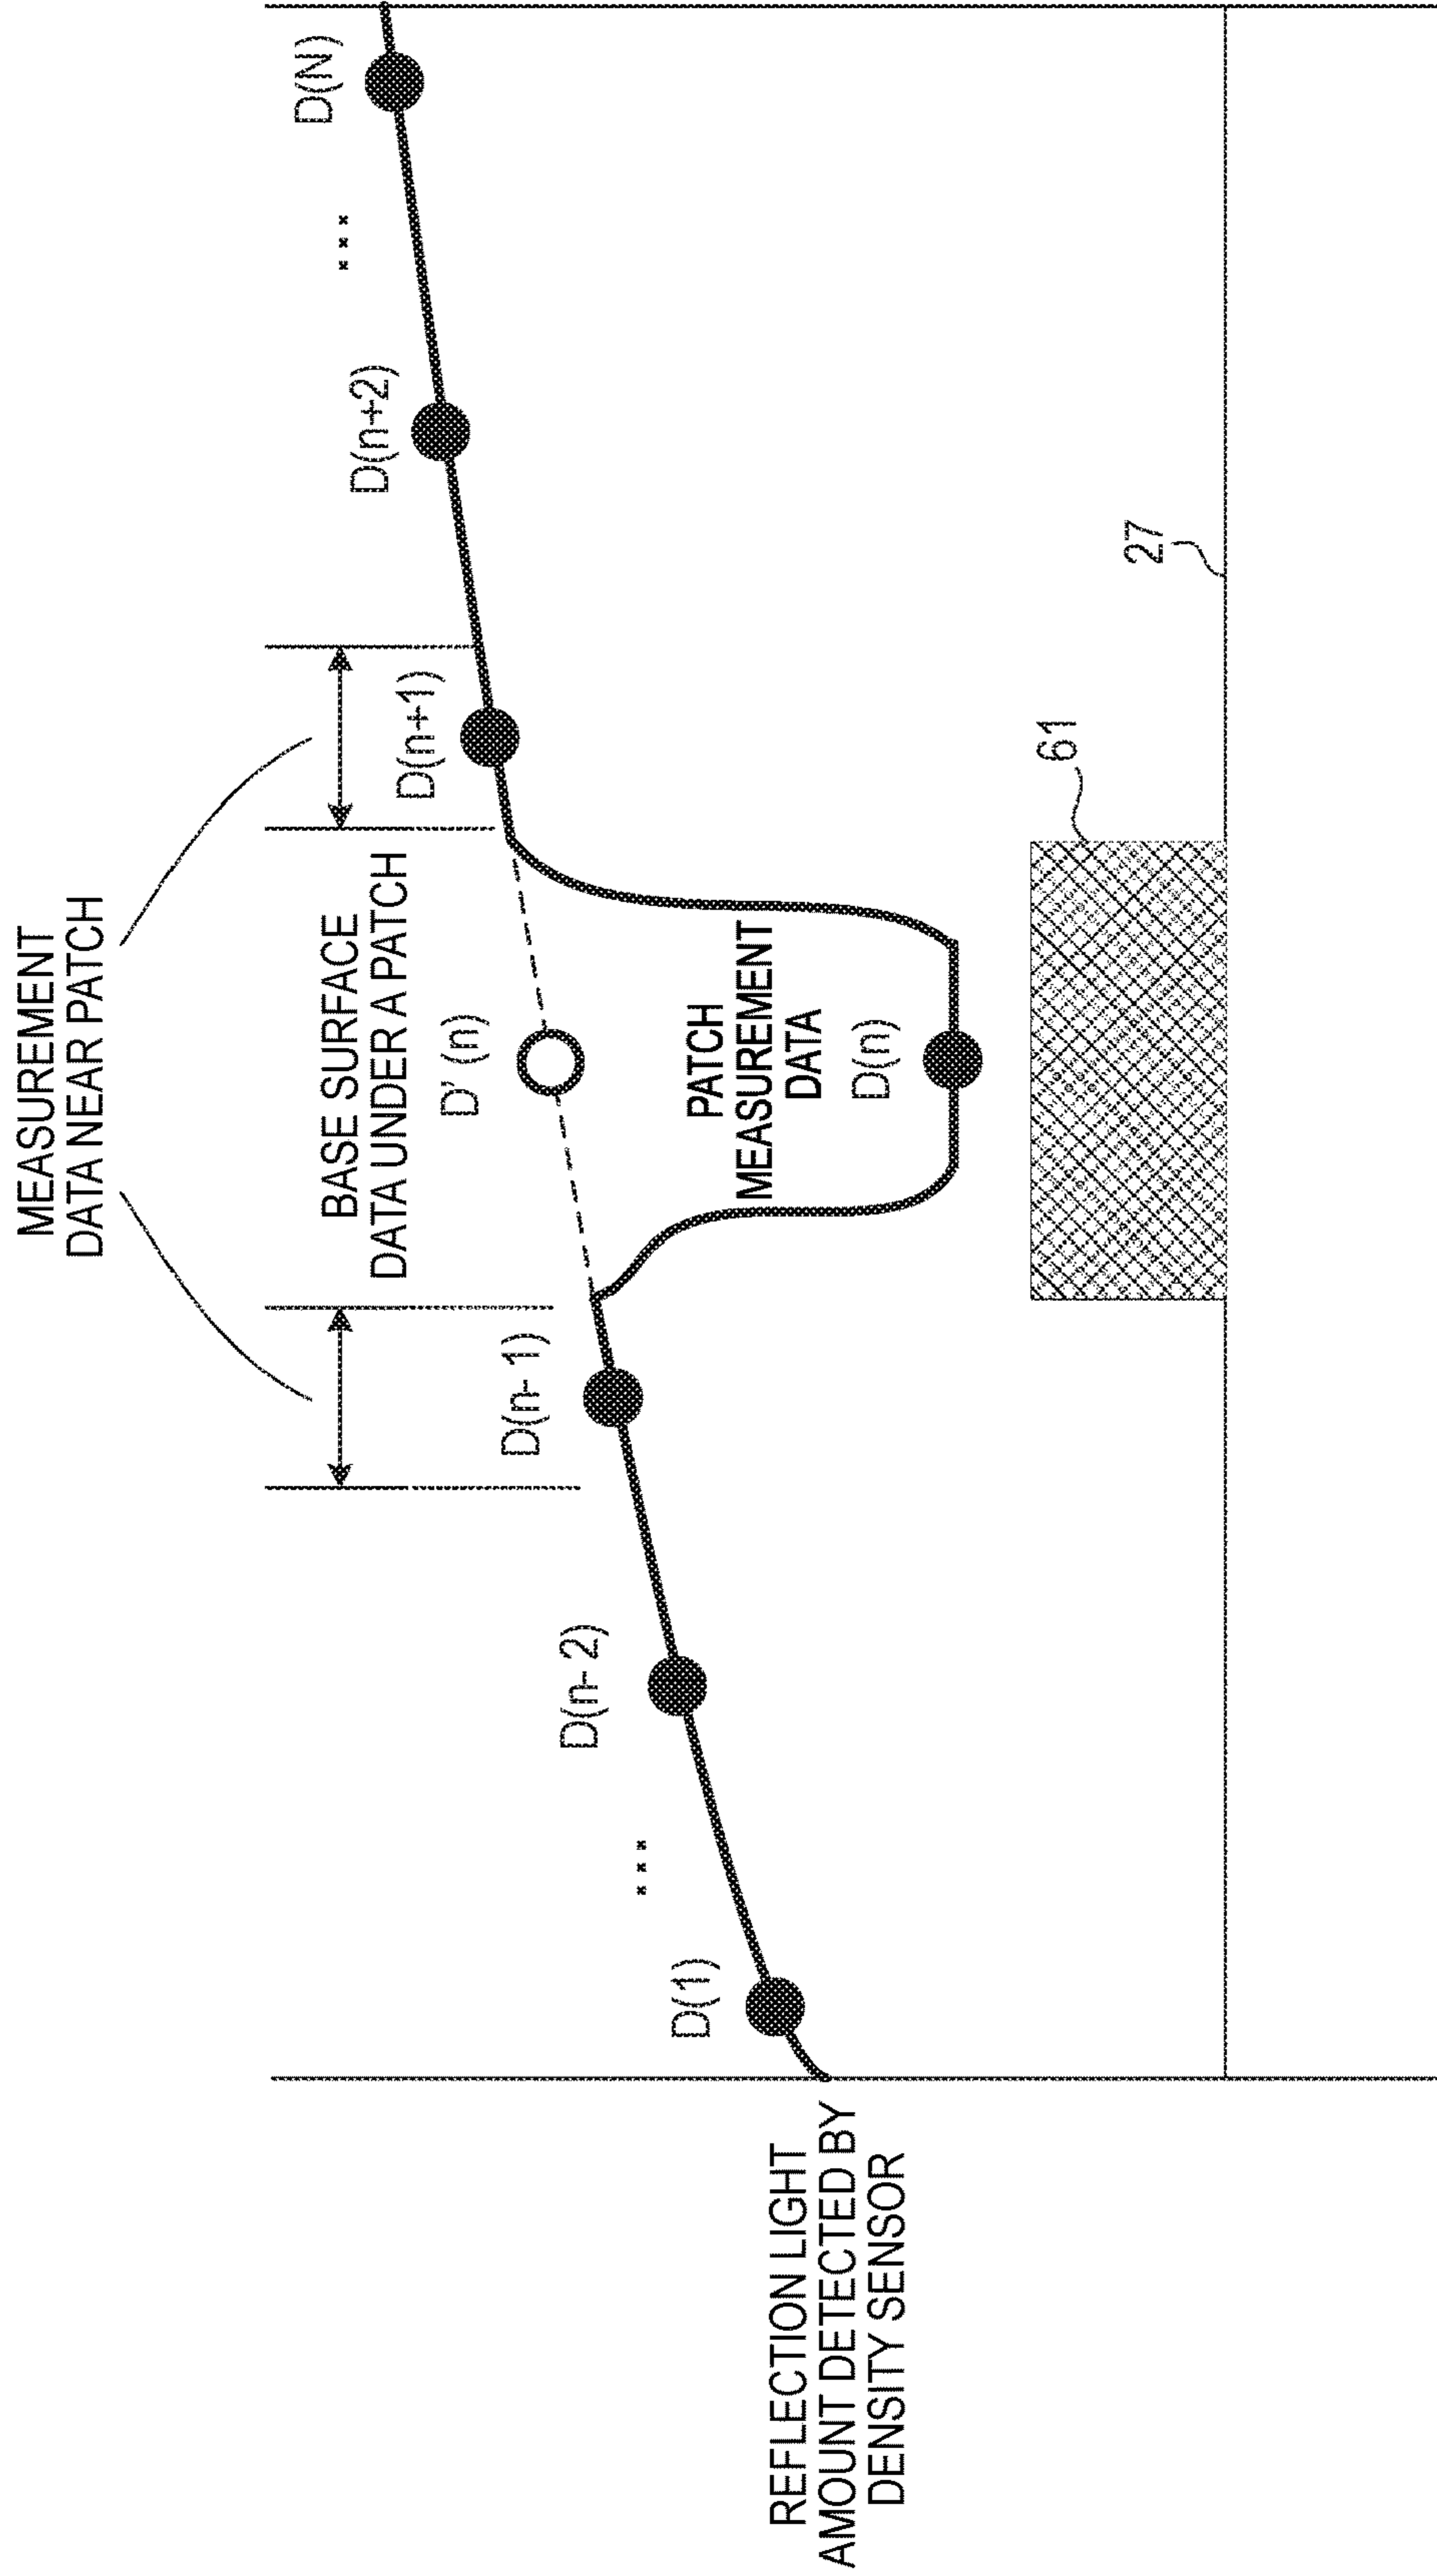 MEASUREMENT
DATA NEAR PATCH
BASE SURFACE
DATA UNDER A PATCH
D(1)
...
D(n- 2)
D(n- 1)
D' (n)
D(n+1)
D(n+2)
...
D(N)
PATCH
MEASUREMENT
DATA
D(n)
REFLECTION LIGHT
AMOUNT DETECTED BY
DENSITY SENSOR
61
27